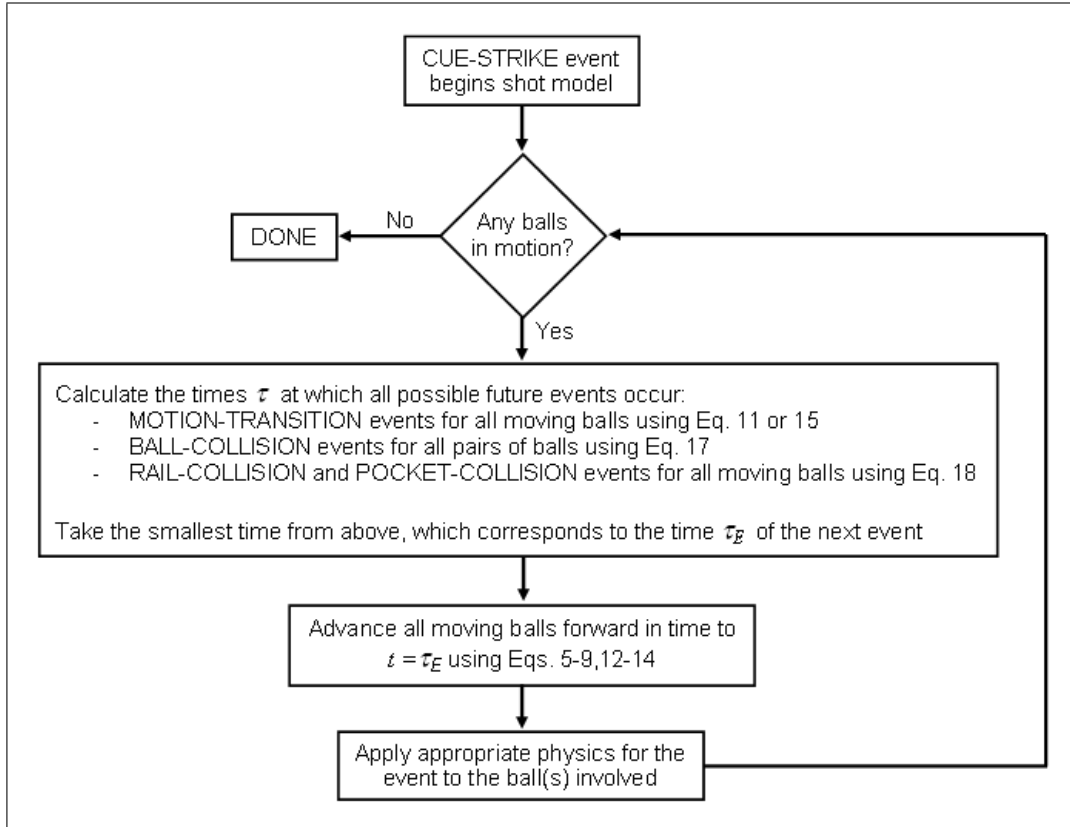 CUE-STRIKE event
begins shot model
Any balls
in motion?
No
DONE
Yes
Calculate the times τ at which all possible future events occur:
- MOTION-TRANSITION events for all moving balls using Eq. 11 or 15
- BALL-COLLISION events for all pairs of balls using Eq. 17
- RAIL-COLLISION and POCKET-COLLISION events for all moving balls using Eq. 18
Take the smallest time from above, which corresponds to the time τ_E of the next event
Advance all moving balls forward in time to
t = τ_E using Eqs. 5-9,12-14
Apply appropriate physics for the
event to the ball(s) involved